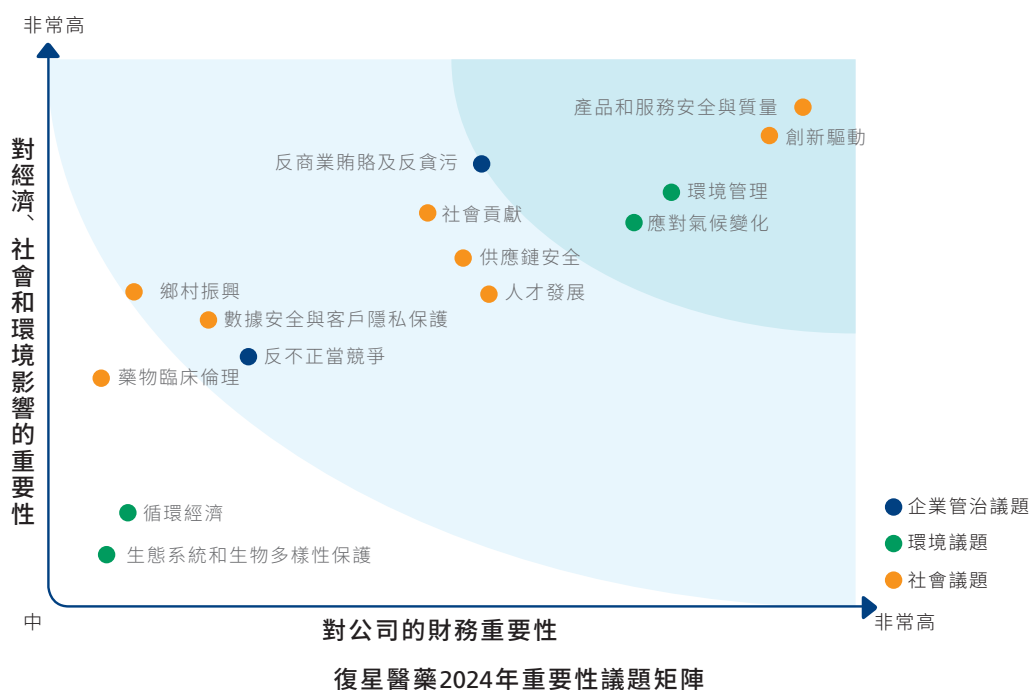 非常高
對經濟、社會和環境影響的重要性
產品和服務安全與質量
創新驅動
反商業賄賂及反貪污
環境管理
社會貢獻
應對氣候變化
供應鏈安全
鄉村振興
人才發展
數據安全與客戶隱私保護
反不正當競爭
藥物臨床倫理
循環經濟
生態系統和生物多樣性保護
企業管治議題
環境議題
社會議題
中
對公司的財務重要性
非常高
復星醫藥2024年重要性議題矩陣